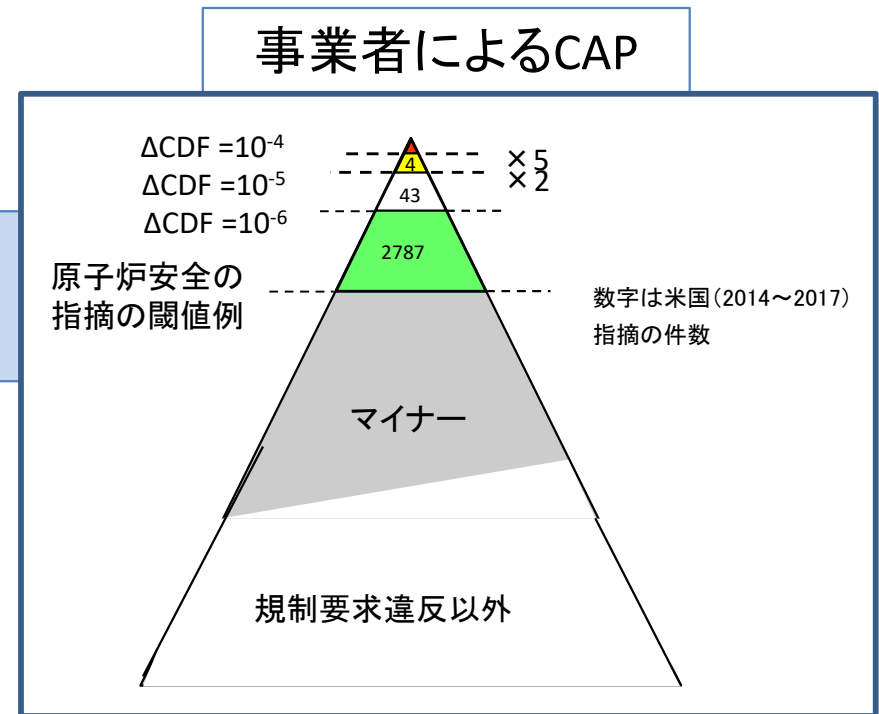 事業者によるCAP
ΔCDF =10⁻⁴
×5
4
ΔCDF =10⁻⁵
×2
43
ΔCDF =10⁻⁶
2787
原子炉安全の
指摘の閾値例
数字は米国(2014～2017)
指摘の件数
マイナー
規制要求違反以外